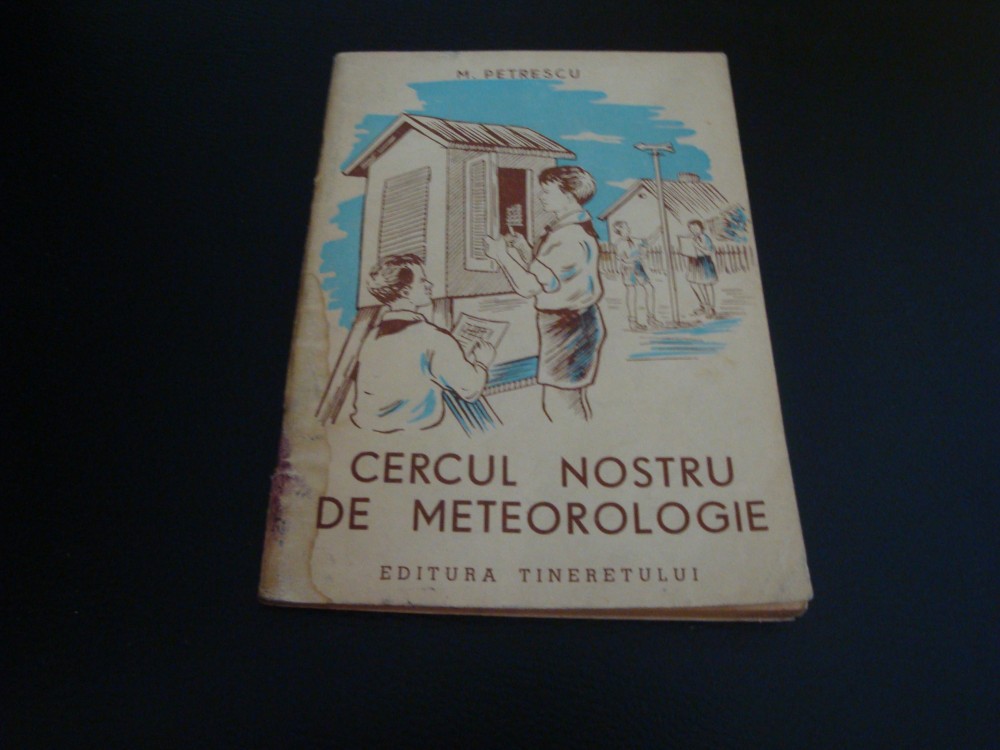 M. PETRESCU
CERCUL NOSTRU
DE METEOROLOGIE
EDITURA TINERETULUI